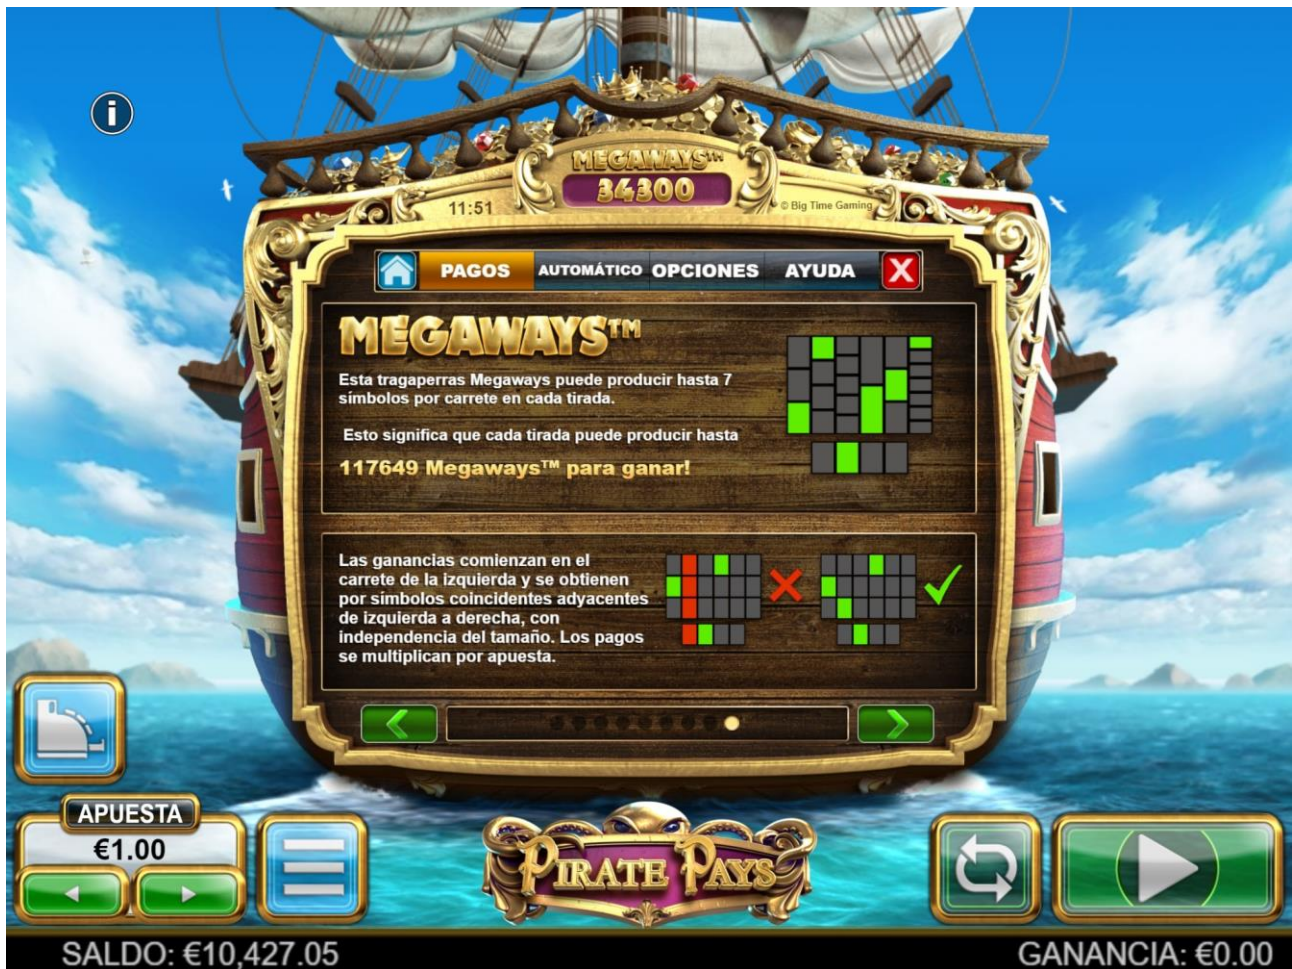 i
MEGAWAYS™
34300
11:51
© Big Time Gaming
PAGOS
AUTOMÁTICO
OPCIONES
AYUDA
X
MEGAWAYS™
Esta tragaperras Megaways puede producir hasta 7
símbolos por carrete en cada tirada.
Esto significa que cada tirada puede producir hasta
117649 Megaways™ para ganar!
Las ganancias comienzan en el
carrete de la izquierda y se obtienen
por símbolos coincidentes adyacentes
de izquierda a derecha, con
independencia del tamaño. Los pagos
se multiplican por apuesta.
APUESTA
€1.00
PIRATE PAYS
SALDO: €10,427.05
GANANCIA: €0.00